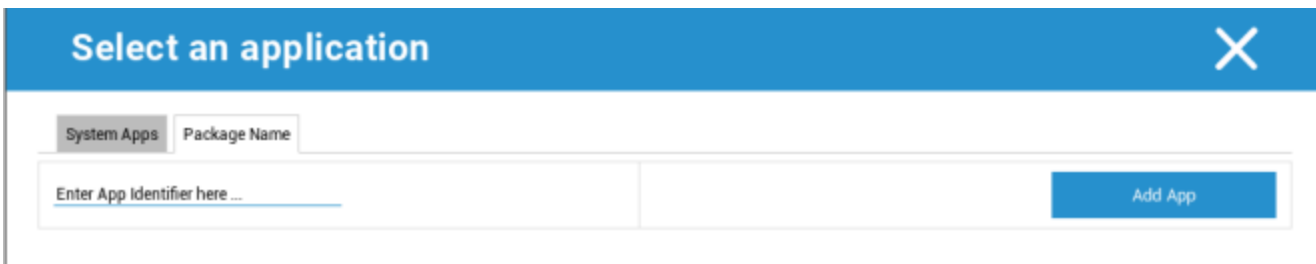 Select an application
System Apps Package Name
Enter App Identifier here ... Add App